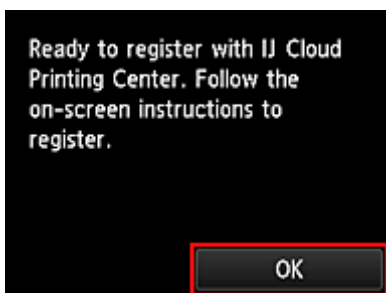 Ready to register with IJ Cloud
Printing Center. Follow the
on-screen instructions to
register.
OK